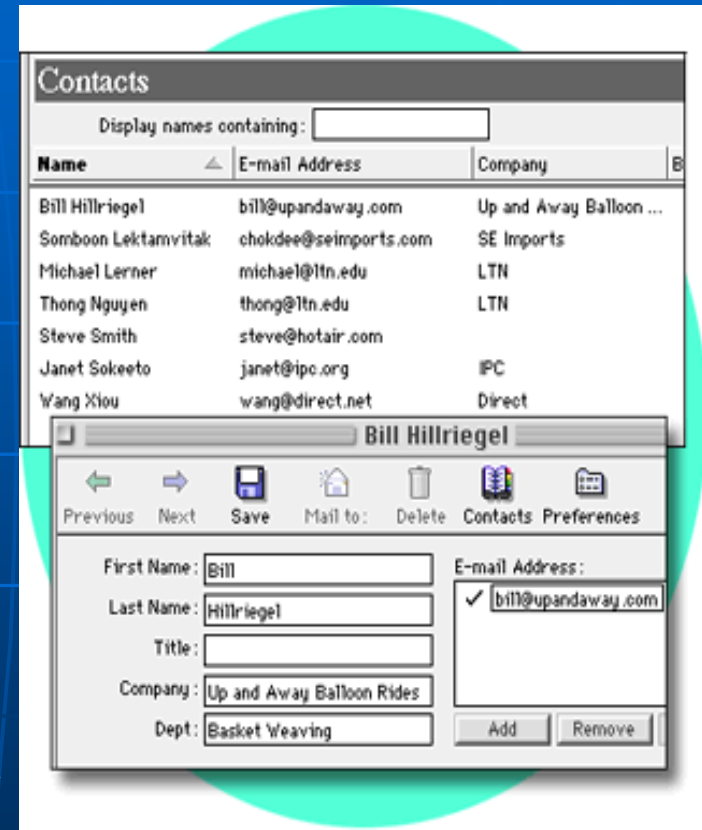 Contacts
Display names containing:
Name E-mail Address Company B
Bill Hillriegel bill@upandaway.com Up and Away Balloon ...
Somboon Lektamvitak chokdee@seimports.com SE Imports
Michael Lerner michael@ltn.edu LTN
Thong Nguyen thong@ltn.edu LTN
Steve Smith steve@hotair.com
Janet Sokeeto janet@ipc.org IPC
Wang Xiou wang@direct.net Direct
Bill Hillriegel
Previous Next Save Mail to: Delete Contacts Preferences
First Name: Bill E-mail Address:
Last Name: Hillriegel bill@upandaway.com
Title:
Company: Up and Away Balloon Rides
Dept: Basket Weaving Add Remove